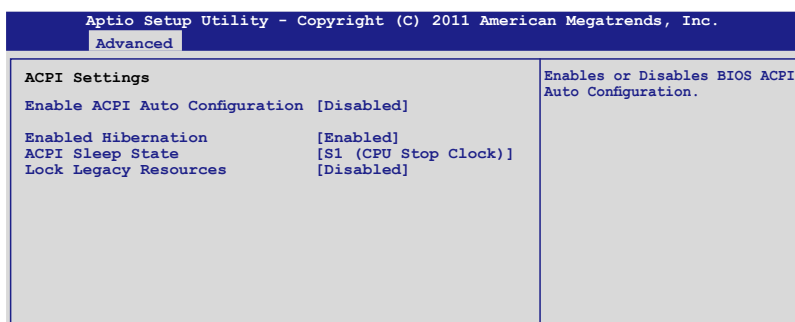 Aptio Setup Utility - Copyright (C) 2011 American Megatrends, Inc.
Advanced
ACPI Settings
Enable ACPI Auto Configuration [Disabled]
Enabled Hibernation [Enabled]
ACPI Sleep State [S1 (CPU Stop Clock)]
Lock Legacy Resources [Disabled]
Enables or Disables BIOS ACPI
Auto Configuration.